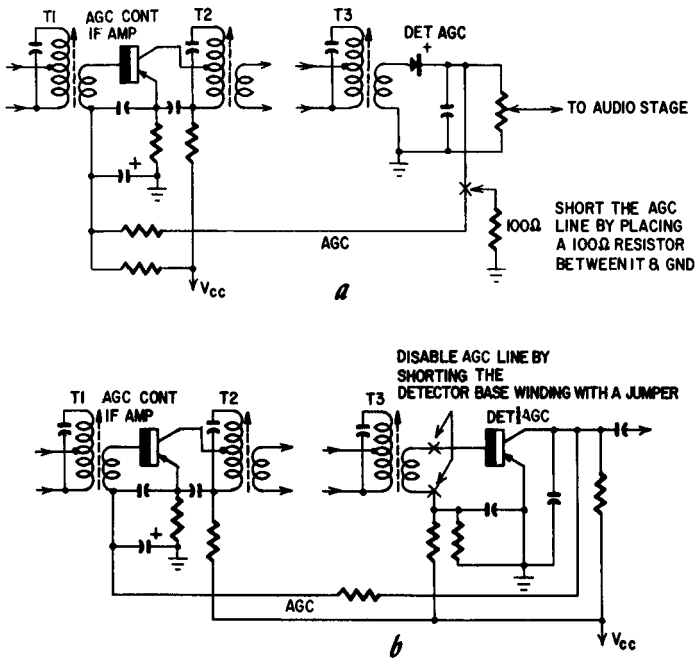 T1
AGC CONT
IF AMP
T2
T3
DET AGC
+
TO AUDIO STAGE
+
100Ω
SHORT THE AGC
LINE BY PLACING
A 100Ω RESISTOR
BETWEEN IT & GND
AGC
Vcc
a
DISABLE AGC LINE BY
SHORTING THE
DETECTOR BASE WINDING WITH A JUMPER
T1
AGC CONT
IF AMP
T2
T3
DET AGC
+
AGC
Vcc
b